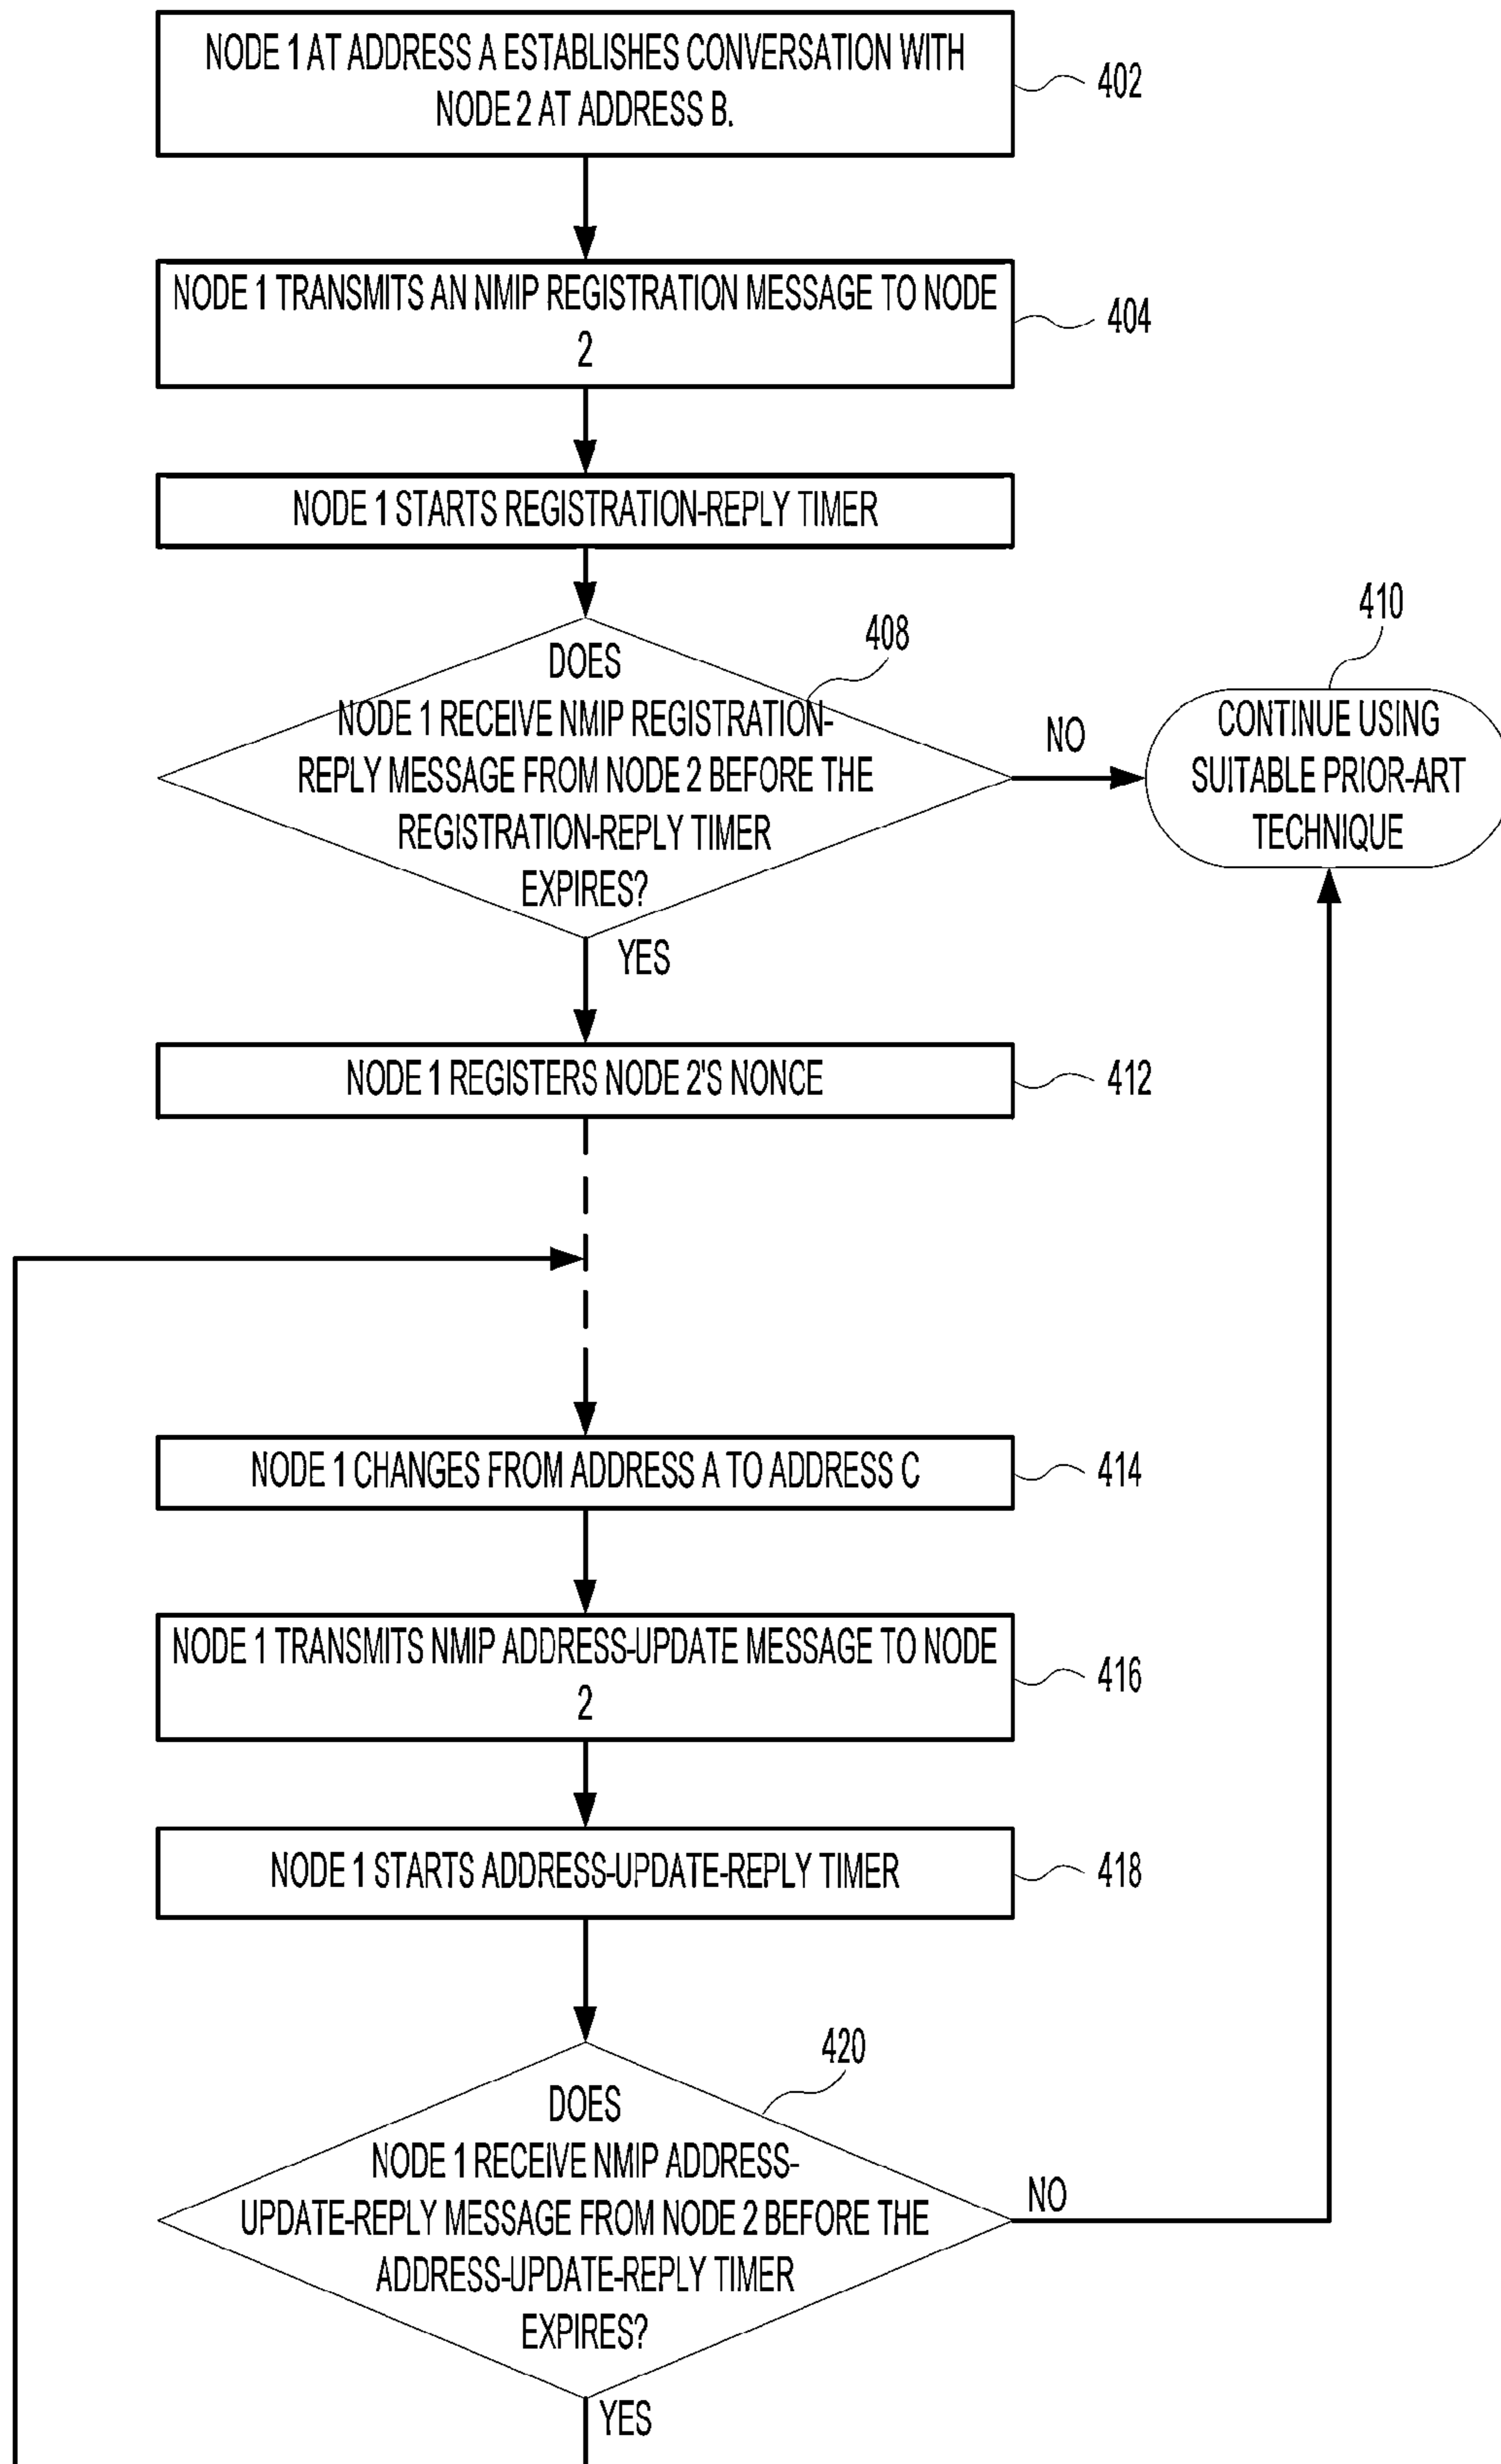 NODE 1 AT ADDRESS A ESTABLISHES CONVERSATION WITH
NODE 2 AT ADDRESS B.
402
NODE 1 TRANSMITS AN NMIP REGISTRATION MESSAGE TO NODE
2
404
NODE 1 STARTS REGISTRATION-REPLY TIMER
408
DOES
NODE 1 RECEIVE NMIP REGISTRATION-
REPLY MESSAGE FROM NODE 2 BEFORE THE
REGISTRATION-REPLY TIMER
EXPIRES?
NO
410
CONTINUE USING
SUITABLE PRIOR-ART
TECHNIQUE
YES
NODE 1 REGISTERS NODE 2'S NONCE
412
NODE 1 CHANGES FROM ADDRESS A TO ADDRESS C
414
NODE 1 TRANSMITS NMIP ADDRESS-UPDATE MESSAGE TO NODE
2
416
NODE 1 STARTS ADDRESS-UPDATE-REPLY TIMER
418
420
DOES
NODE 1 RECEIVE NMIP ADDRESS-
UPDATE-REPLY MESSAGE FROM NODE 2 BEFORE THE
ADDRESS-UPDATE-REPLY TIMER
EXPIRES?
NO
YES